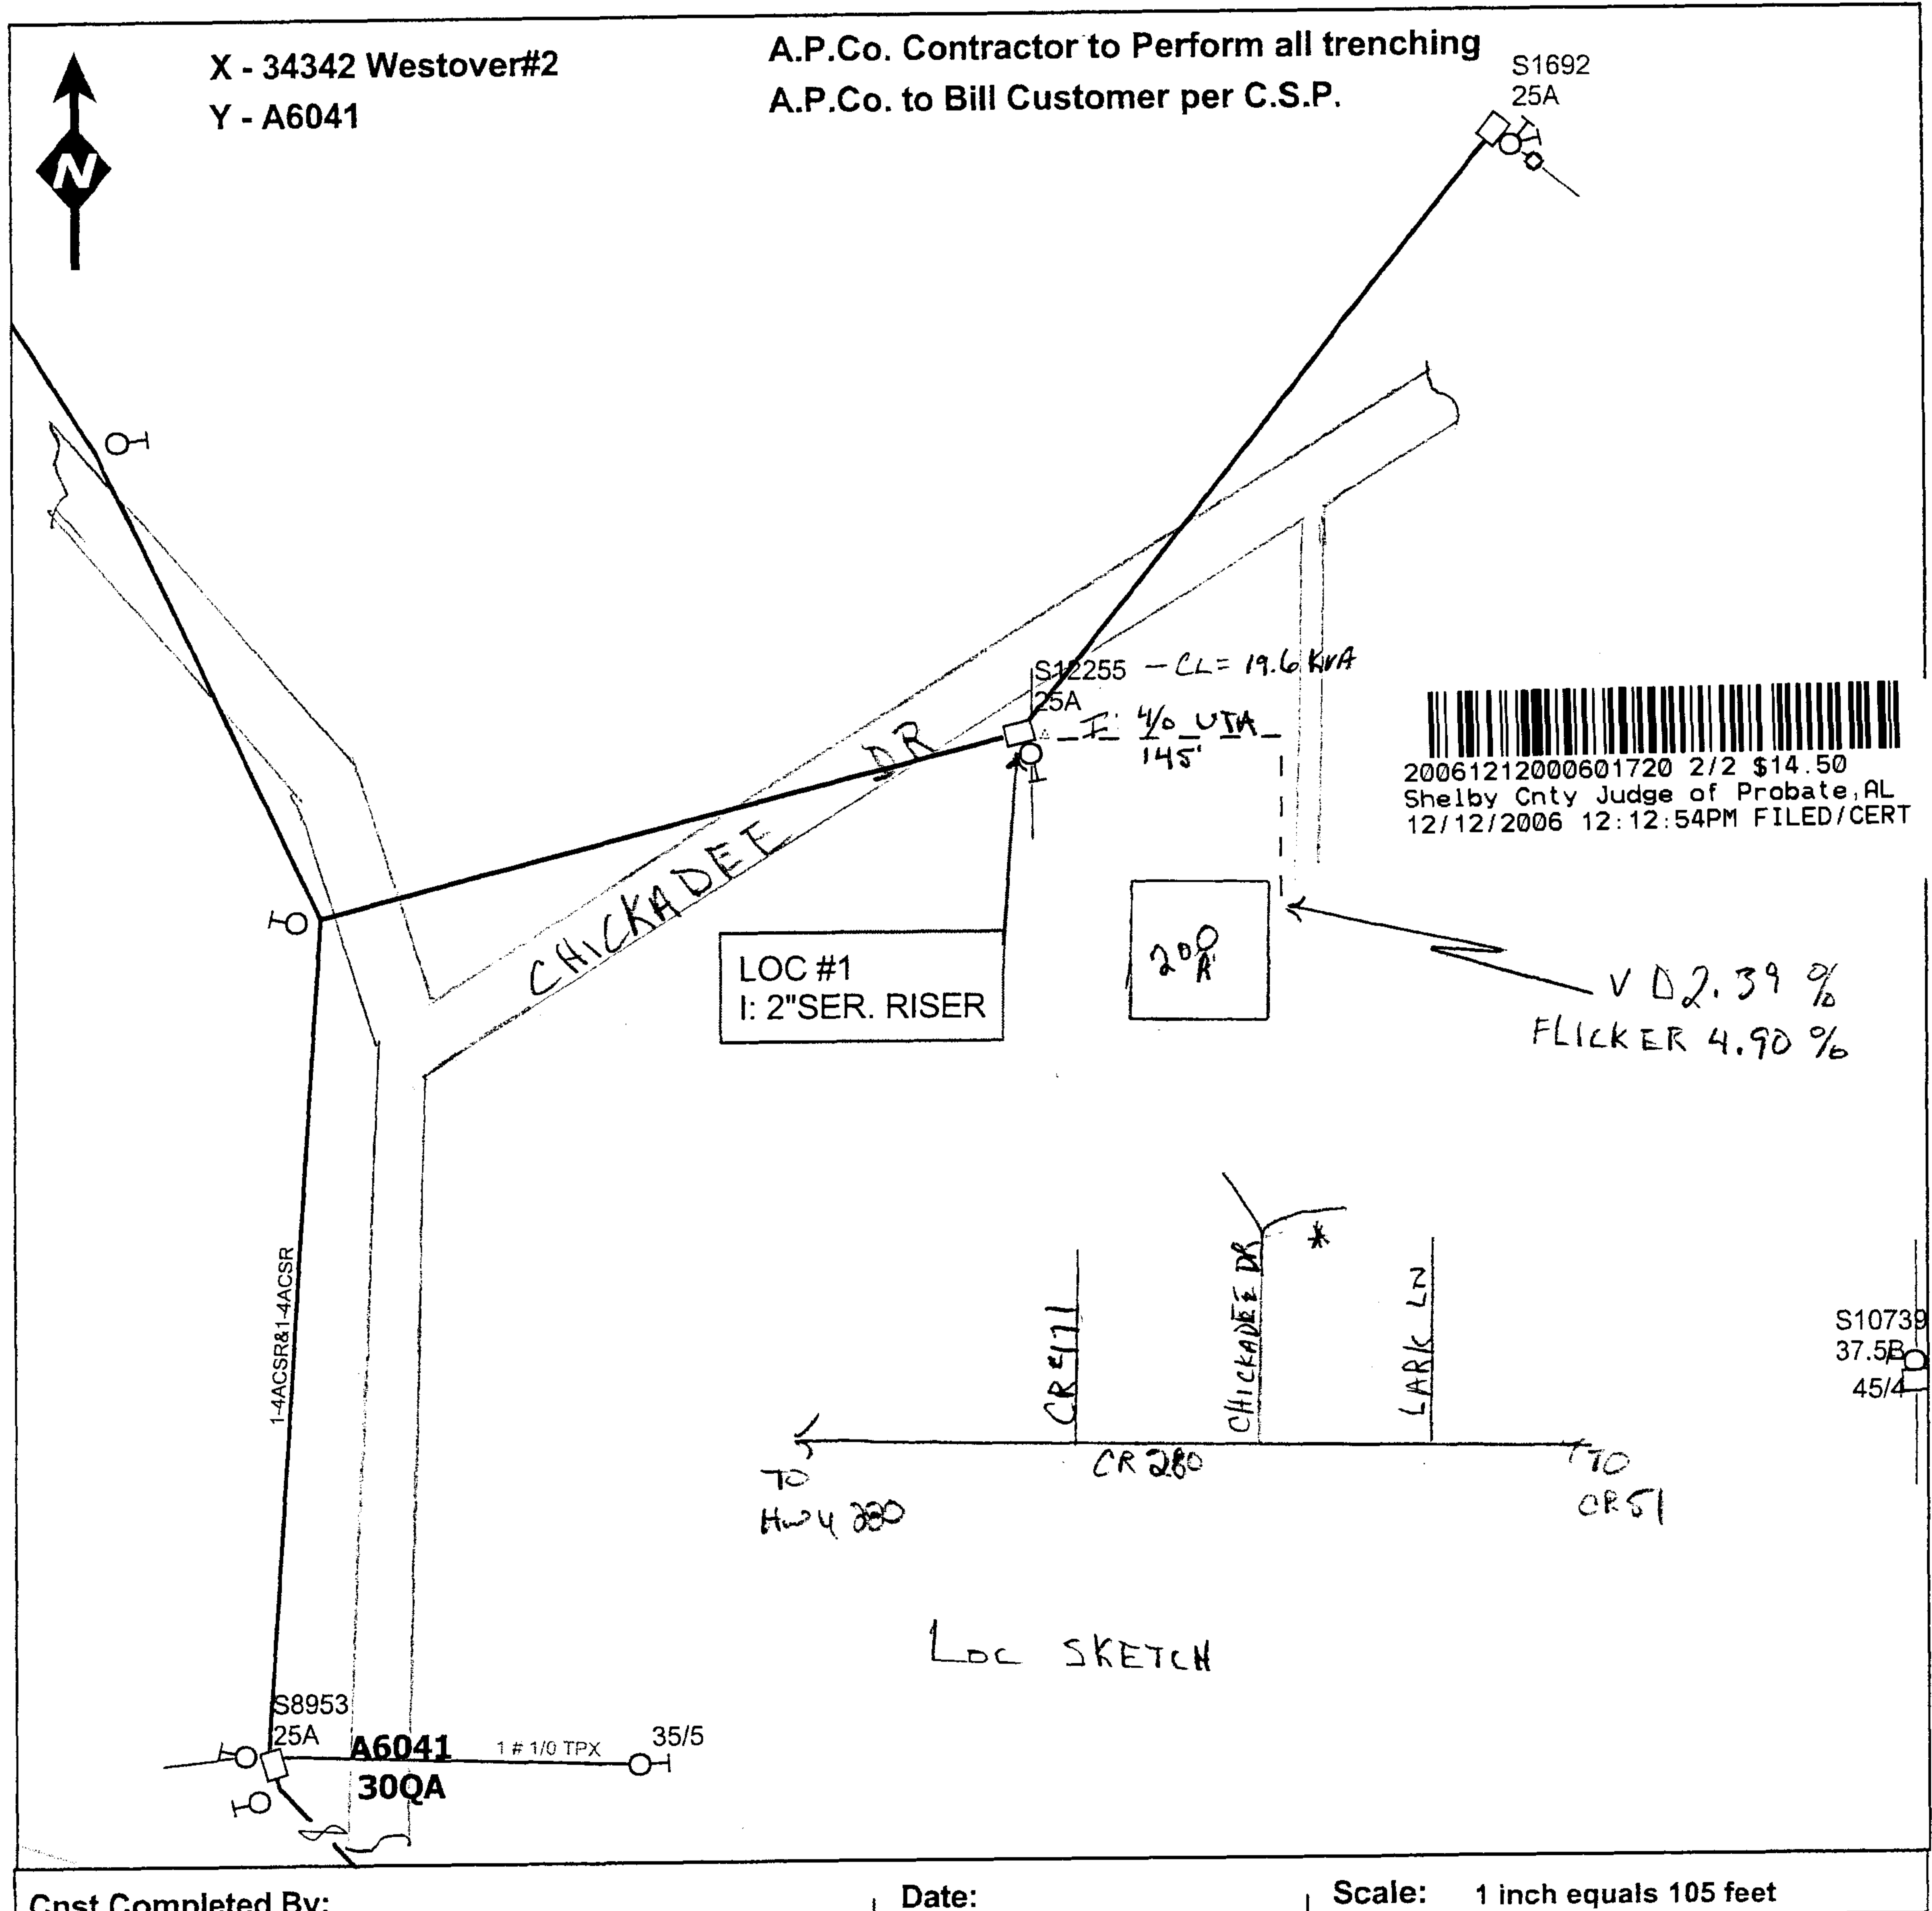 X - 34342 Westover#2
Y - A6041
A.P.Co. Contractor to Perform all trenching
A.P.Co. to Bill Customer per C.S.P.
S1692
25A
N
S12255 - CL = 19.6 KVA
25A
I: 4/0 UTA
145'
CHICKADEE DR
20061212000601720 2/2 $14.50
Shelby Cnty Judge of Probate,AL
12/12/2006 12:12:54PM FILED/CERT
LOC #1
I: 2"SER. RISER
VD 2.39 %
FLICKER 4.90 %
1-4ACSR&1-4ACSR
CR 471
CHICKADEE DR
*
LARK LN
S10739
37.5B
45/4
TO
CR 280
TO
CR 51
LOC SKETCH
S8953
25A
A6041
30QA
1 # 1/0 TPX
35/5
Cnst Completed By:
Date:
Scale: 1 inch equals 105 feet